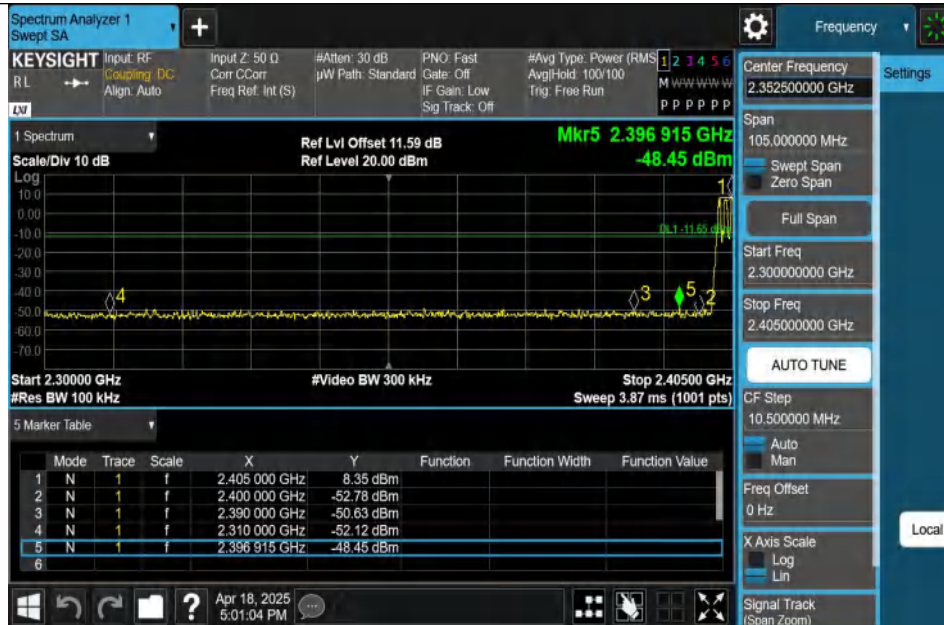 Spectrum Analyzer 1
Swept SA
+
Frequency
KEYSIGHT
RL
LXI
Input: RF
Coupling: DC
Align: Auto
Input Z: 50 Ω
Corr CCorr
Freq Ref: Int (S)
#Atten: 30 dB
µW Path: Standard
PNO: Fast
Gate: Off
IF Gain: Low
Sig Track: Off
#Avg Type: Power (RMS
Avg|Hold: 100/100
Trig: Free Run
1 2 3 4 5 6
M W W W W W
P P P P P P
1 Spectrum
Scale/Div 10 dB
Ref Lvl Offset 11.59 dB
Ref Level 20.00 dBm
Mkr5 2.396 915 GHz
-48.45 dBm
Log
10.0
0.00
-10.0
-20.0
-30.0
-40.0
-50.0
-60.0
-70.0
1
DL1 -11.65 dBm
4
3
5
2
Start 2.30000 GHz
#Res BW 100 kHz
#Video BW 300 kHz
Stop 2.40500 GHz
Sweep 3.87 ms (1001 pts)
5 Marker Table
Mode Trace Scale X Y Function Function Width Function Value
1 N 1 f 2.405 000 GHz 8.35 dBm
2 N 1 f 2.400 000 GHz -52.78 dBm
3 N 1 f 2.390 000 GHz -50.63 dBm
4 N 1 f 2.310 000 GHz -52.12 dBm
5 N 1 f 2.396 915 GHz -48.45 dBm
6
?
Apr 18, 2025
5:01:04 PM
Center Frequency
2.352500000 GHz
Settings
Span
105.000000 MHz
Swept Span
Zero Span
Full Span
Start Freq
2.300000000 GHz
Stop Freq
2.405000000 GHz
AUTO TUNE
CF Step
10.500000 MHz
Auto
Man
Freq Offset
0 Hz
X Axis Scale
Log
Lin
Local
Signal Track
(Span Zoom)